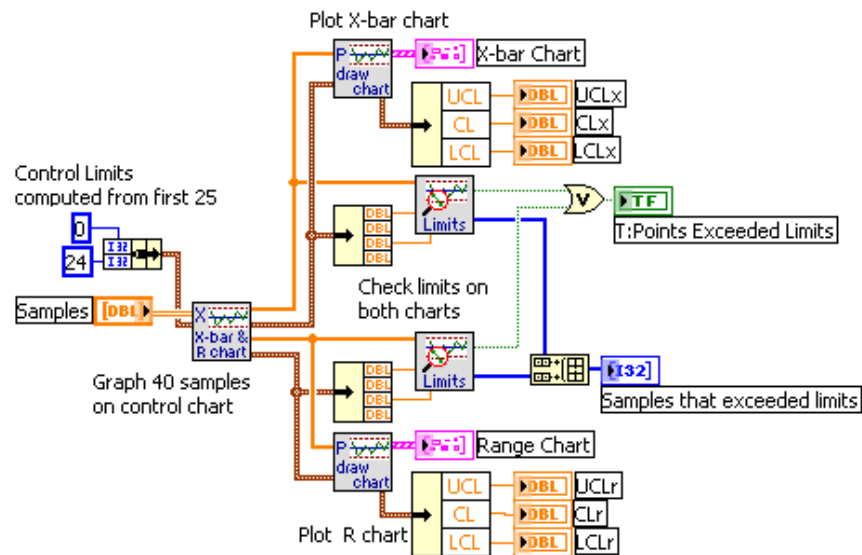 Plot X-bar chart
P
draw
chart
X-bar Chart
UCL
CL
LCL
DBL
DBL
DBL
UCLx
CLx
LCLx
Control Limits
computed from first 25
0
24
I32
I32
DBL
DBL
DBL
DBL
Limits
V
TF
T:Points Exceeded Limits
Check limits on
both charts
Samples
[DBL]
X
X-bar &
R chart
Graph 40 samples
on control chart
DBL
DBL
DBL
DBL
Limits
I32]
Samples that exceeded limits
P
draw
chart
Range Chart
Plot R chart
UCL
CL
LCL
DBL
DBL
DBL
UCLr
CLr
LCLr